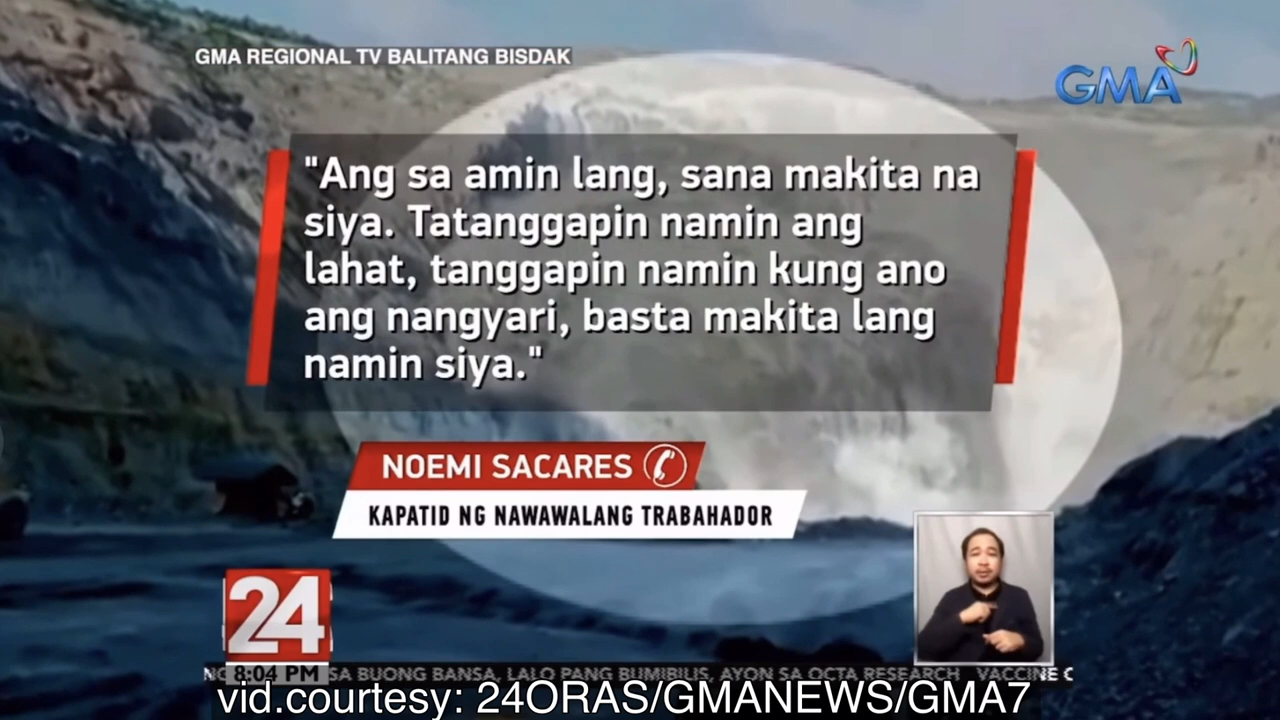 GMA REGIONAL TV BALITANG BISDAK
GMA
"Ang sa amin lang, sana makita na
siya. Tatanggapin namin ang
lahat, tanggapin namin kung ano
ang nangyari, basta makita lang
namin siya."
NOEMI SACARES
KAPATID NG NAWAWALANG TRABAHADOR
24
NG 8:04 PM SA BUONG BANSA, LALO PANG BUMIBILIS, AYON SA OCTA RESEARCH VACCINE
vid.courtesy: 24ORAS/GMANEWS/GMA7